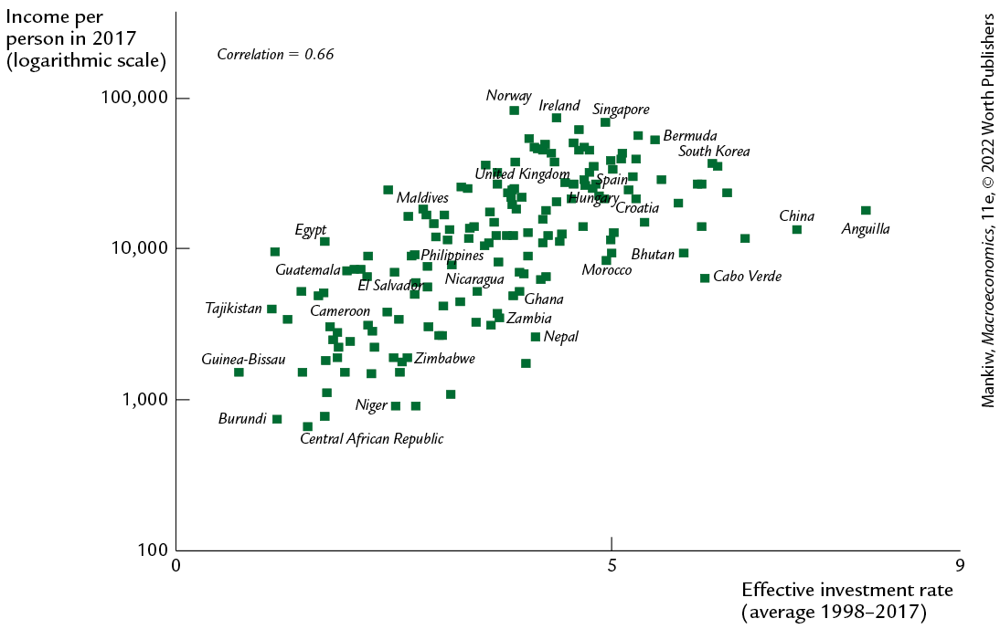 Income per
person in 2017
(logarithmic scale)
Correlation = 0.66
100,000
10,000
1,000
100
0
5
9
Norway
Ireland
Singapore
Bermuda
South Korea
United Kingdom
Spain
Maldives
Hungary
Croatia
China
Anguilla
Egypt
Philippines
Bhutan
Guatemala
Morocco
Cabo Verde
El Salvador
Nicaragua
Ghana
Tajikistan
Cameroon
Zambia
Nepal
Guinea-Bissau
Zimbabwe
Niger
Burundi
Central African Republic
Effective investment rate
(average 1998–2017)
Mankiw, Macroeconomics, 11e, © 2022 Worth Publishers